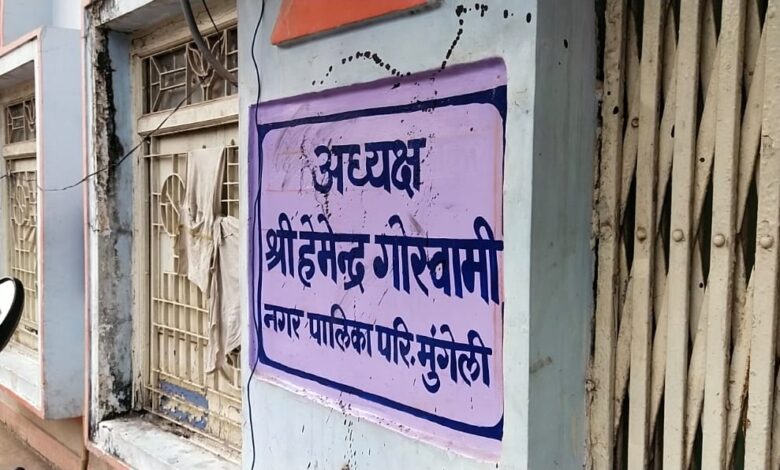 अध्यक्ष
श्री हेमेन्द्र गोस्वामी
नगर पालिका परि. मुंगेली